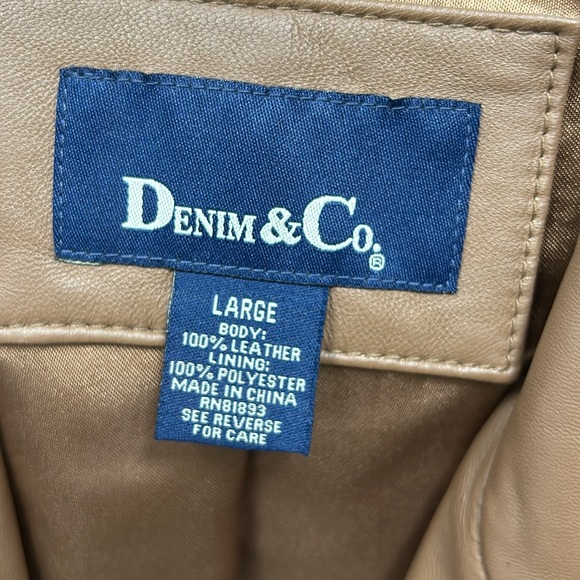 DENIM & CO.®
LARGE
BODY:
100% LEATHER
LINING:
100% POLYESTER
MADE IN CHINA
RN81893
SEE REVERSE
FOR CARE